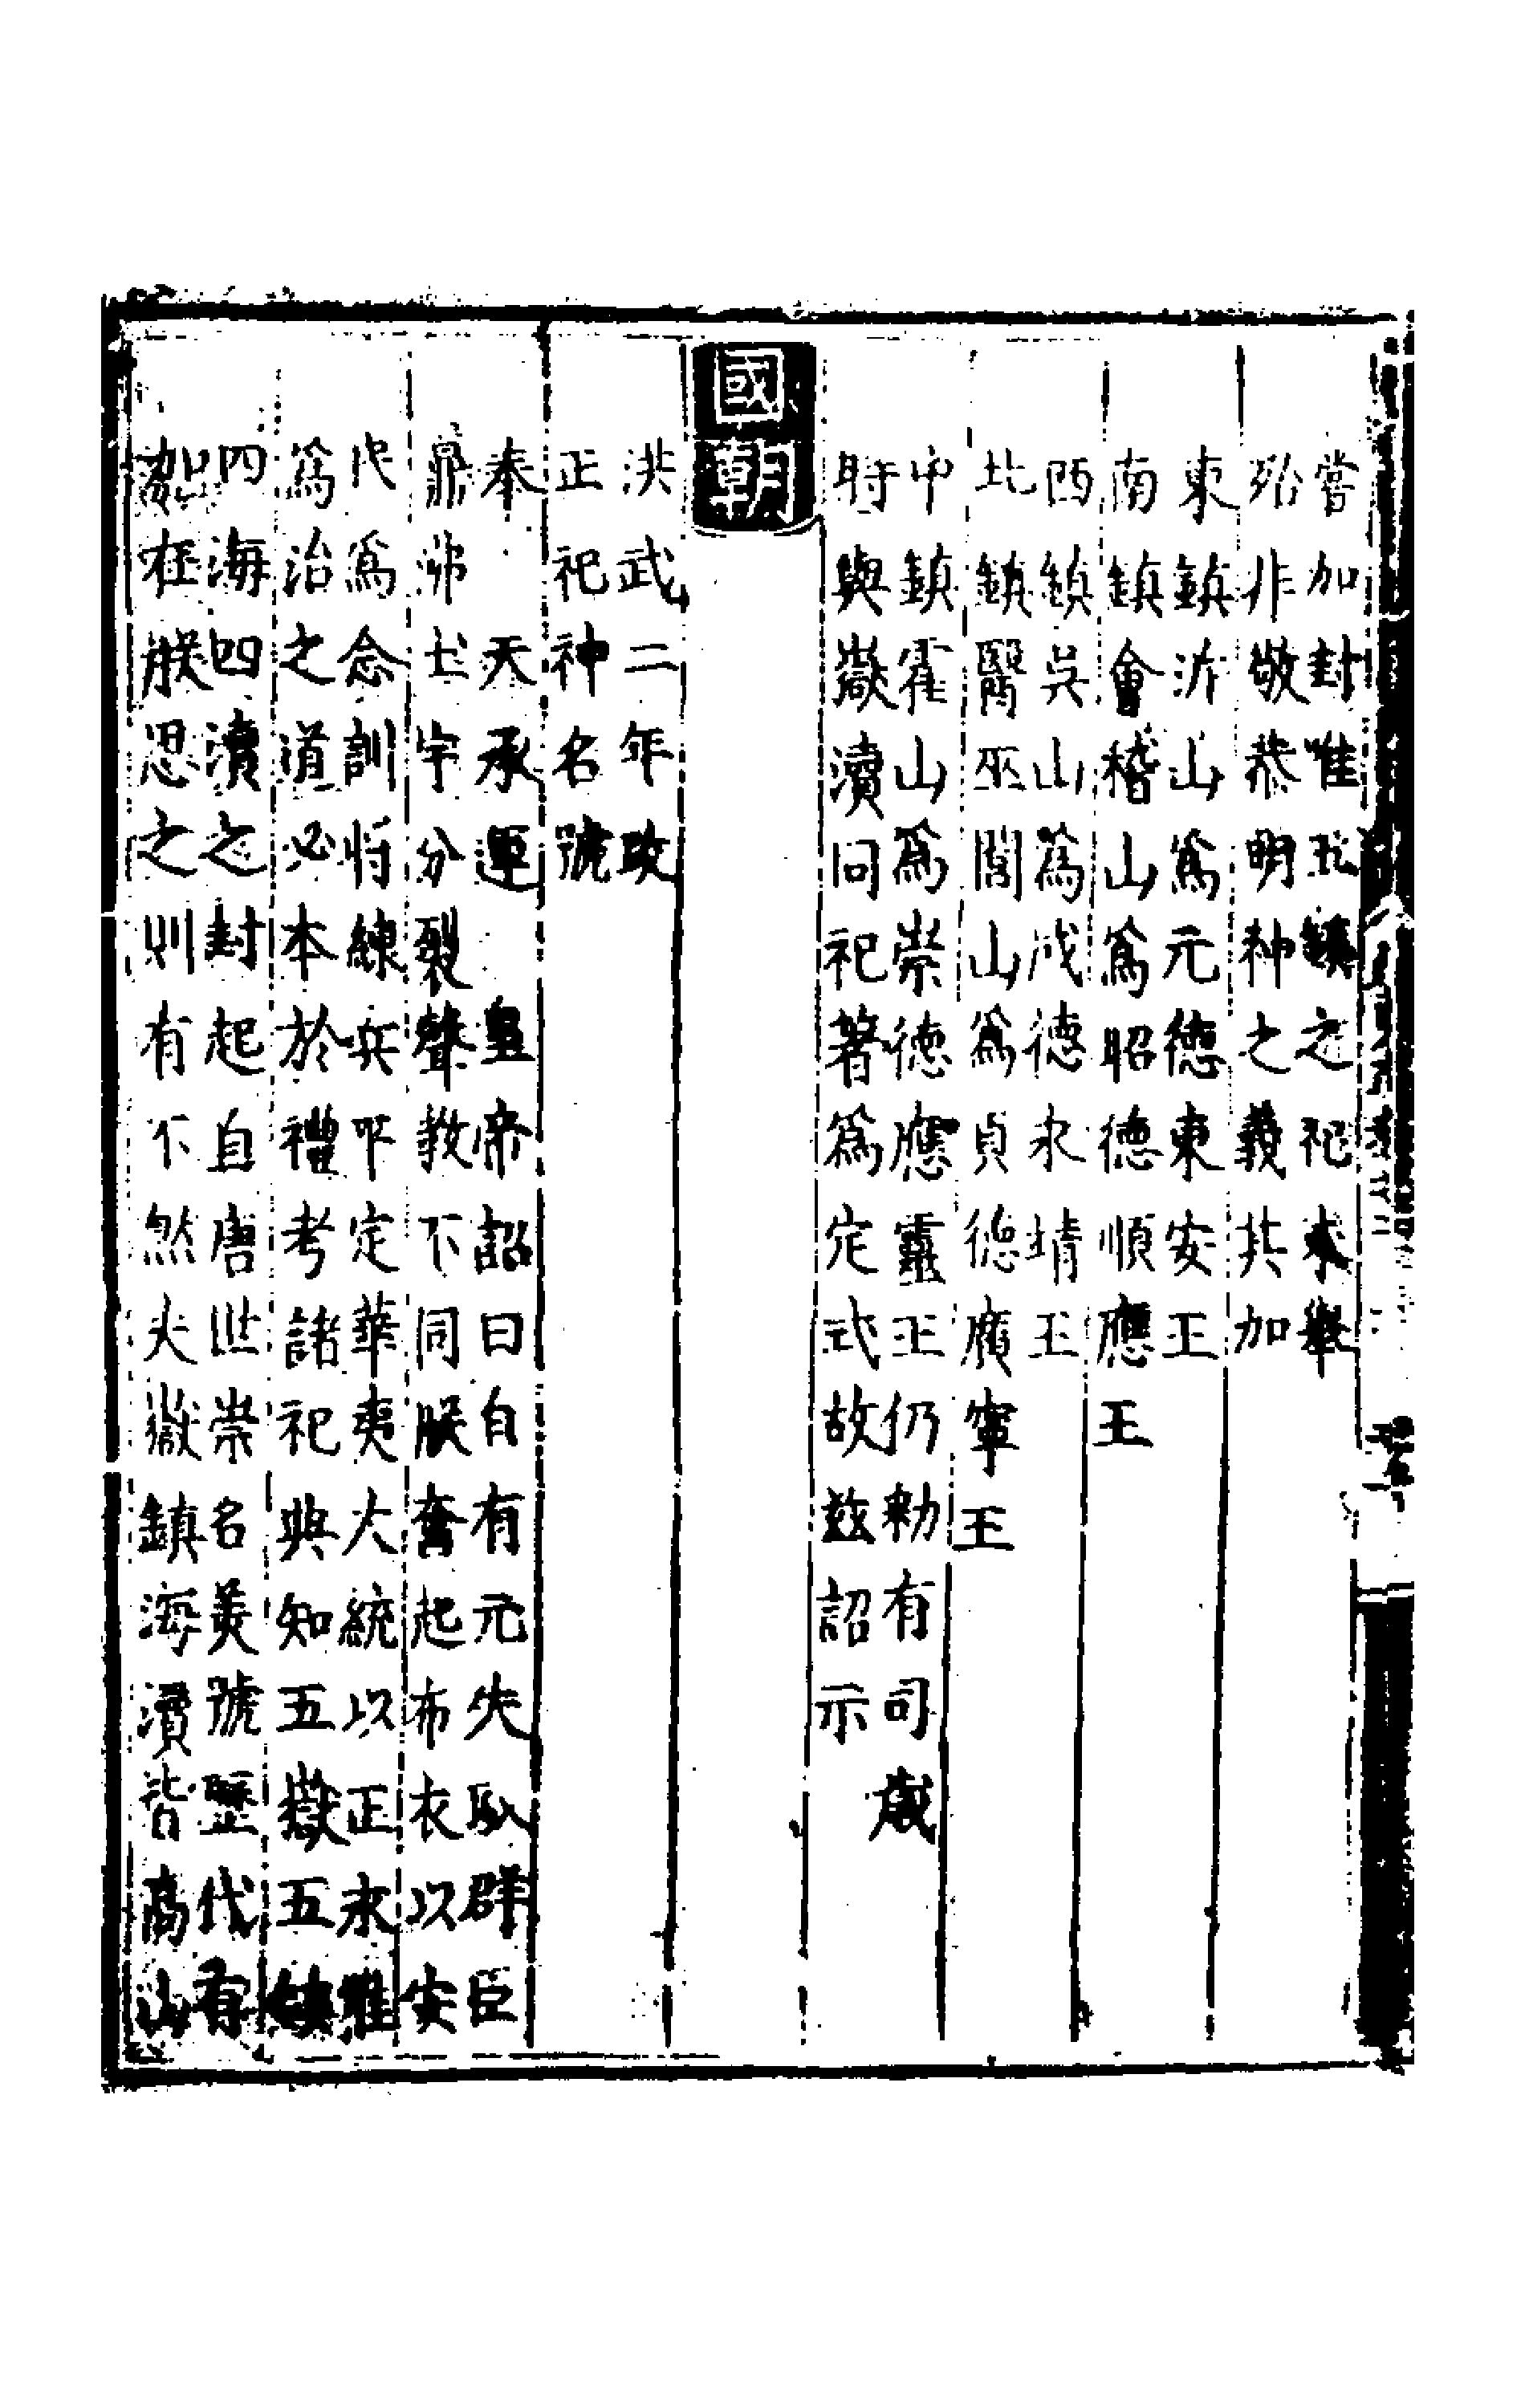 嘗加封唯五鎮之祀未舉
殆非敬恭明神之義其加
東鎮沂山爲元德東安王
南鎮會稽山爲昭德順應王
西鎮吳山爲成德永靖王
北鎮醫巫閭山爲貞德廣寧王
中鎮霍山爲崇德應靈王仍勑有司歲
時與嶽瀆同祀著爲定式故玆詔示
國朝
洪武二年改
正祀神名號
奉天承運皇帝詔曰自有元失馭群臣
鼎沸土宇分裂聲教不同朕奮起布衣以安
民爲念訓將練兵平定華夷大統以正永惟
爲治之道必本於禮考諸祀典知五嶽五鎮
四海四瀆之封起自唐世崇名美號歷代有
加在朕思之則有不然夫嶽鎮海瀆皆高山